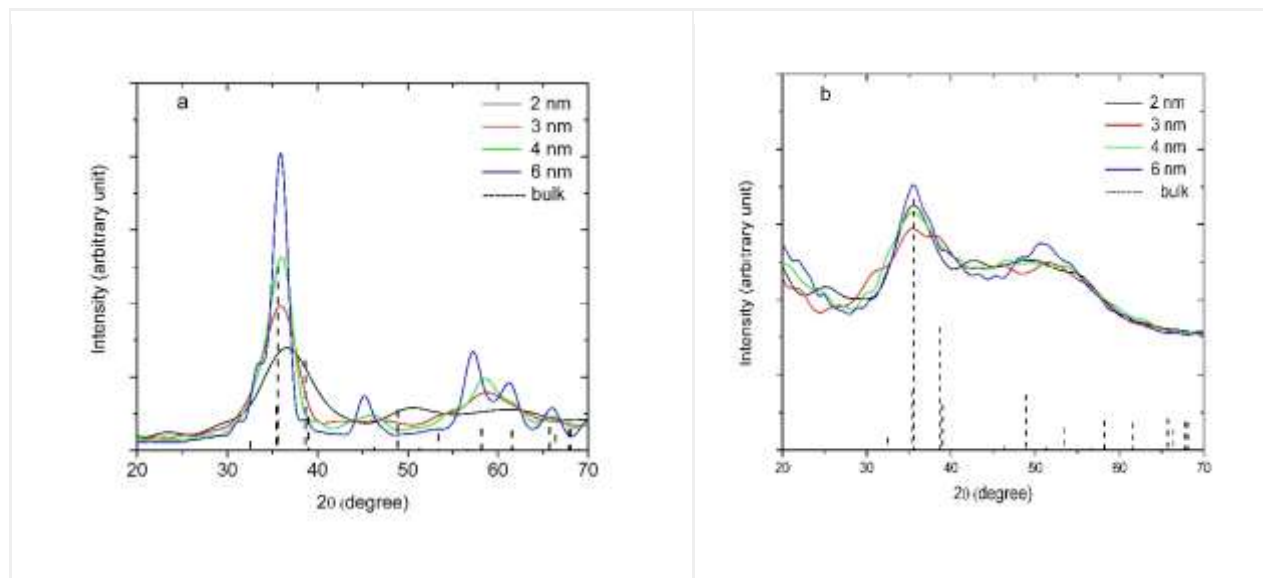 a
2 nm
3 nm
4 nm
6 nm
bulk
Intensity (arbitrary unit)
20 30 40 50 60 70
2θ (degree)
b
2 nm
3 nm
4 nm
6 nm
bulk
Intensity (arbitrary unit)
20 30 40 50 60 70
2θ (degree)